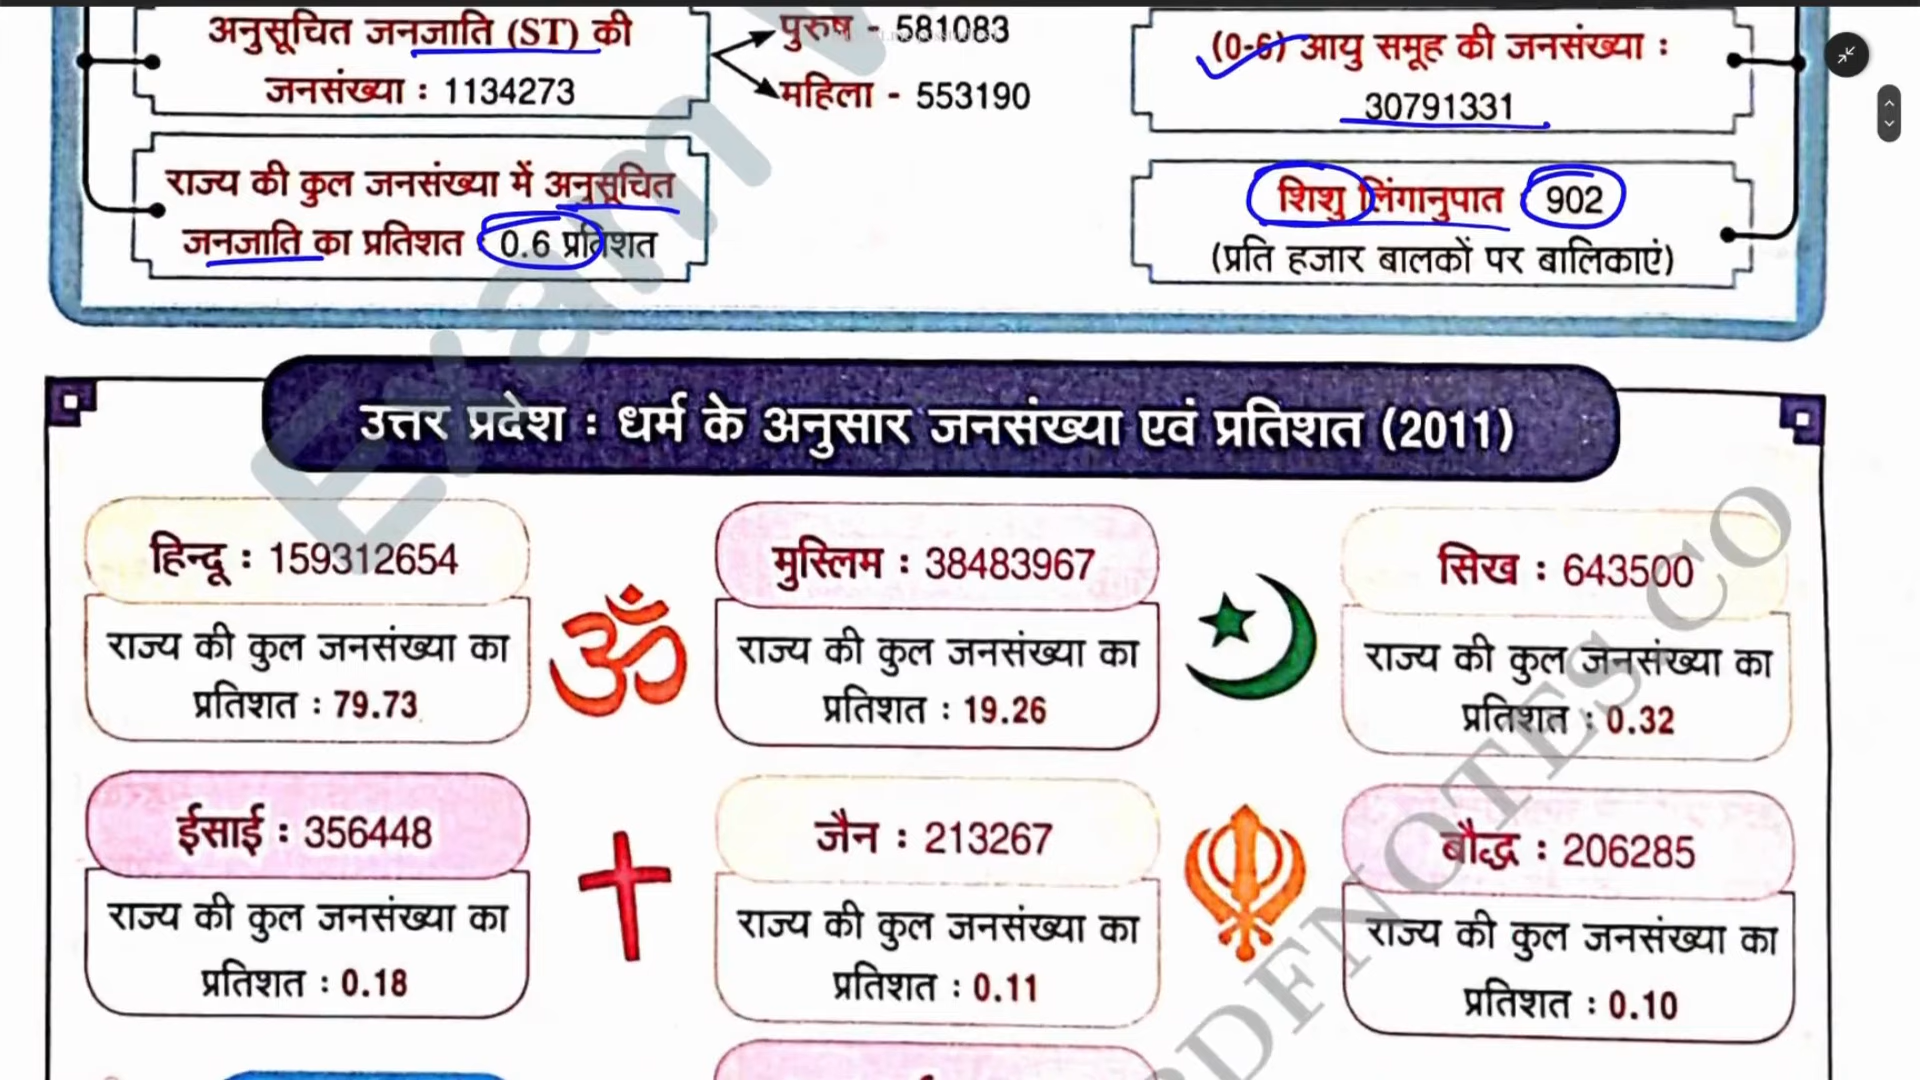 अनुसूचित जनजाति (ST) की
जनसंख्या : 1134273
पुरुष - 581083
महिला - 553190
राज्य की कुल जनसंख्या में अनुसूचित
जनजाति का प्रतिशत 0.6 प्रतिशत
(0-6) आयु समूह की जनसंख्या :
30791331
शिशु लिंगानुपात 902
(प्रति हजार बालकों पर बालिकाएं)
उत्तर प्रदेश : धर्म के अनुसार जनसंख्या एवं प्रतिशत (2011)
हिन्दू : 159312654
राज्य की कुल जनसंख्या का
प्रतिशत : 79.73
मुस्लिम : 38483967
राज्य की कुल जनसंख्या का
प्रतिशत : 19.26
सिख : 643500
राज्य की कुल जनसंख्या का
प्रतिशत : 0.32
ईसाई : 356448
राज्य की कुल जनसंख्या का
प्रतिशत : 0.18
जैन : 213267
राज्य की कुल जनसंख्या का
प्रतिशत : 0.11
बौद्ध : 206285
राज्य की कुल जनसंख्या का
प्रतिशत : 0.10
Exam
RDFNOTES.CO